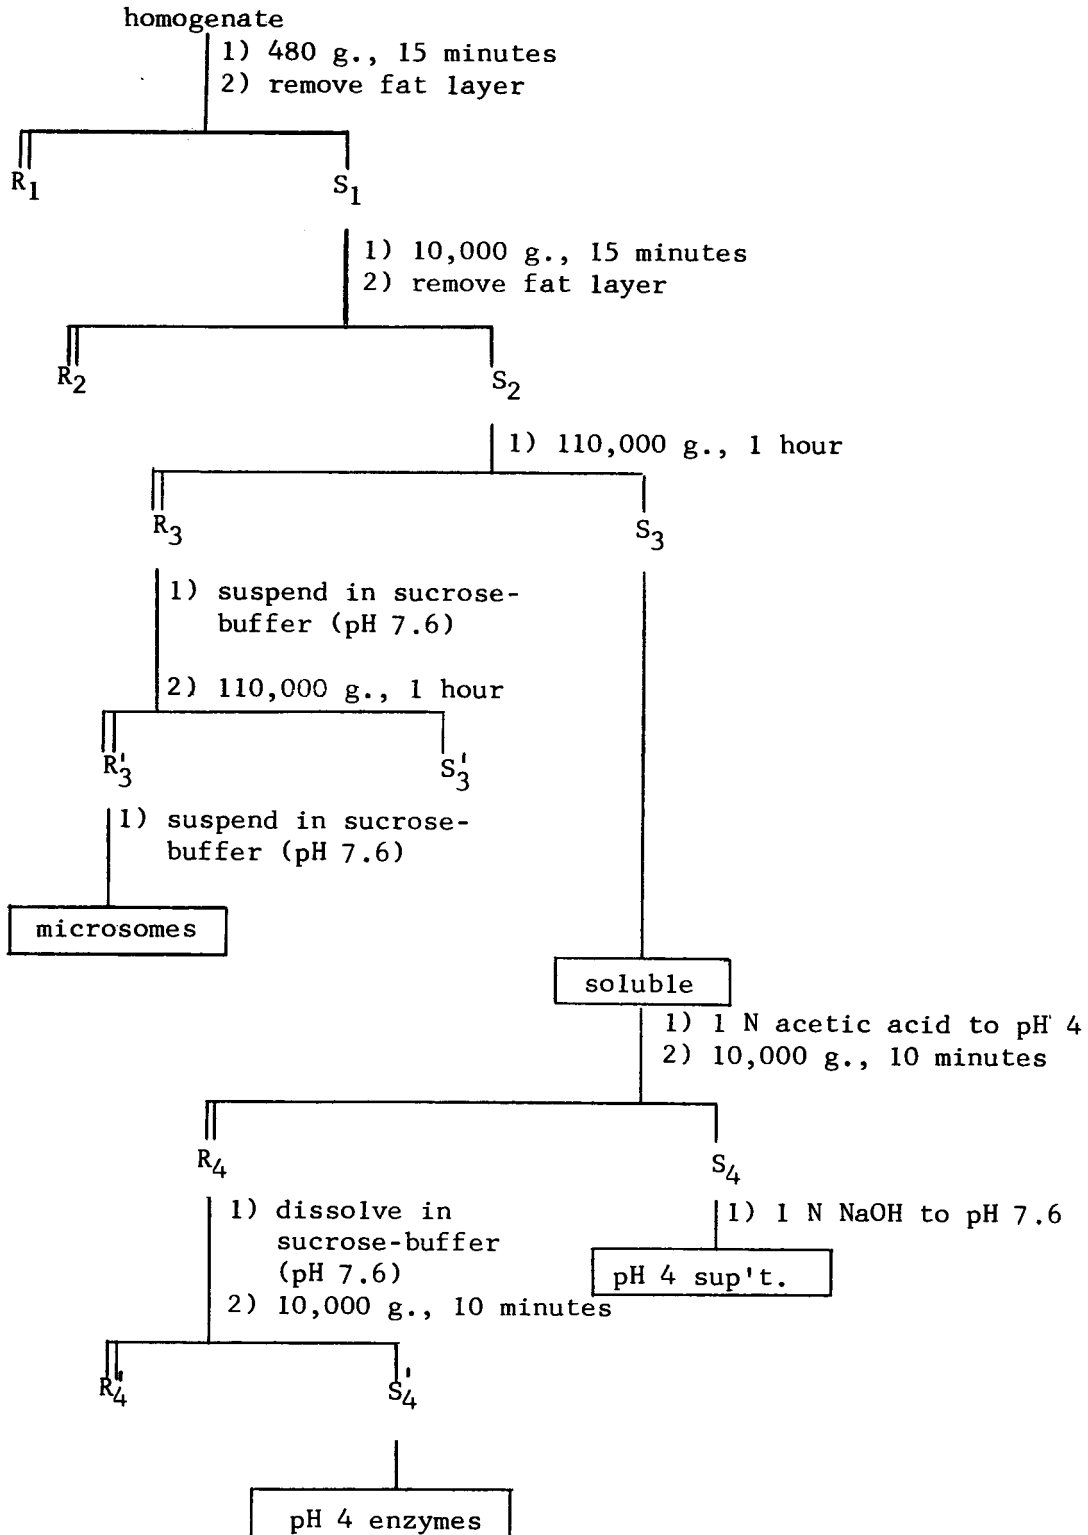 homogenate
1) 480 g., 15 minutes
2) remove fat layer
R1
S1
1) 10,000 g., 15 minutes
2) remove fat layer
R2
S2
1) 110,000 g., 1 hour
R3
S3
1) suspend in sucrose-
buffer (pH 7.6)
2) 110,000 g., 1 hour
R3'
S3'
1) suspend in sucrose-
buffer (pH 7.6)
microsomes
soluble
1) 1 N acetic acid to pH 4
2) 10,000 g., 10 minutes
R4
S4
1) dissolve in
sucrose-buffer
(pH 7.6)
2) 10,000 g., 10 minutes
1) 1 N NaOH to pH 7.6
pH 4 sup't.
R4'
S4'
pH 4 enzymes